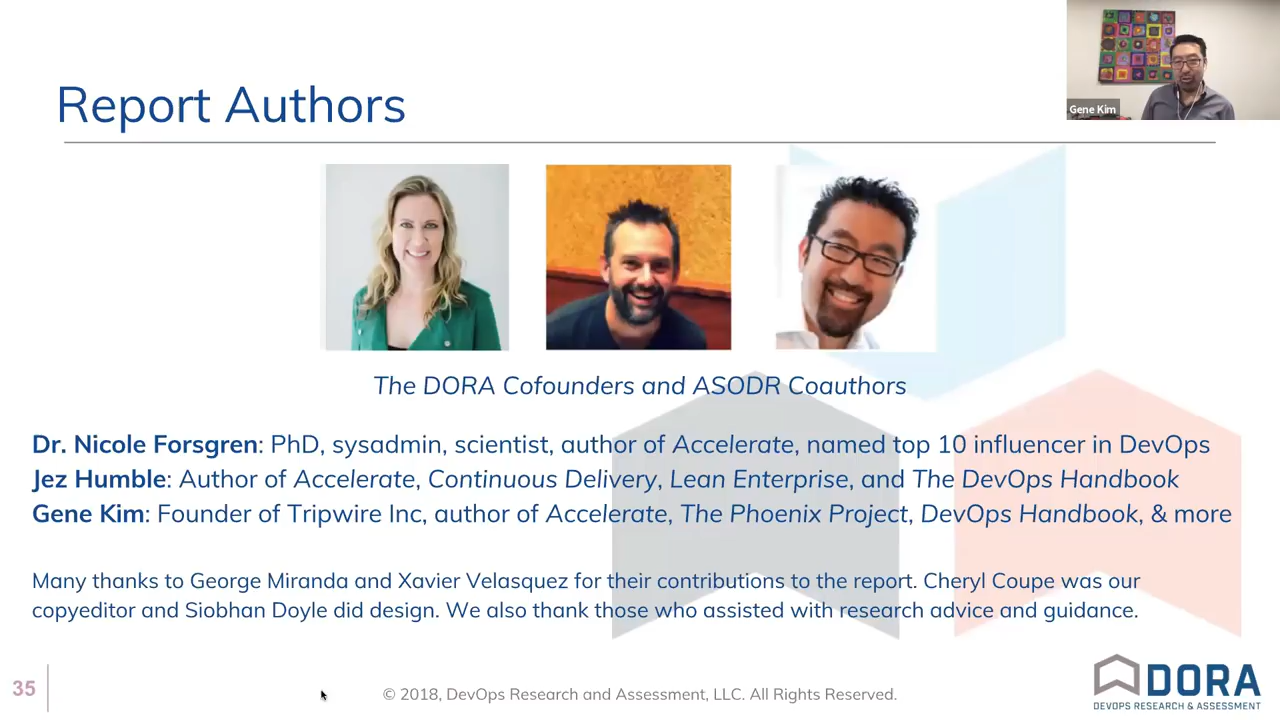 Gene Kim
Report Authors
The DORA Cofounders and ASODR Coauthors
Dr. Nicole Forsgren: PhD, sysadmin, scientist, author of Accelerate, named top 10 influencer in DevOps
Jez Humble: Author of Accelerate, Continuous Delivery, Lean Enterprise, and The DevOps Handbook
Gene Kim: Founder of Tripwire Inc, author of Accelerate, The Phoenix Project, DevOps Handbook, & more
Many thanks to George Miranda and Xavier Velasquez for their contributions to the report. Cheryl Coupe was our
copyeditor and Siobhan Doyle did design. We also thank those who assisted with research advice and guidance.
35
© 2018, DevOps Research and Assessment, LLC. All Rights Reserved.
DORA
DEVOPS RESEARCH & ASSESSMENT